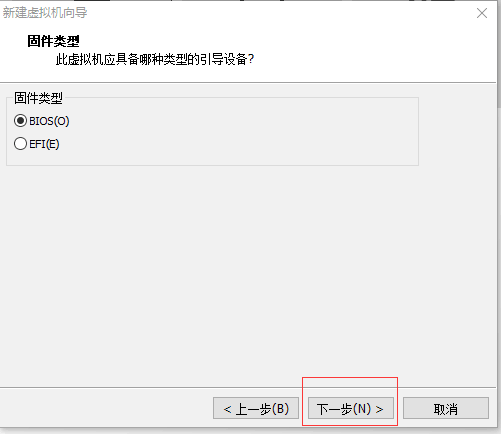 新建虚拟机向导
固件类型
此虚拟机应具备哪种类型的引导设备?
固件类型
BIOS(O)
EFI(E)
< 上一步(B)
下一步(N) >
取消